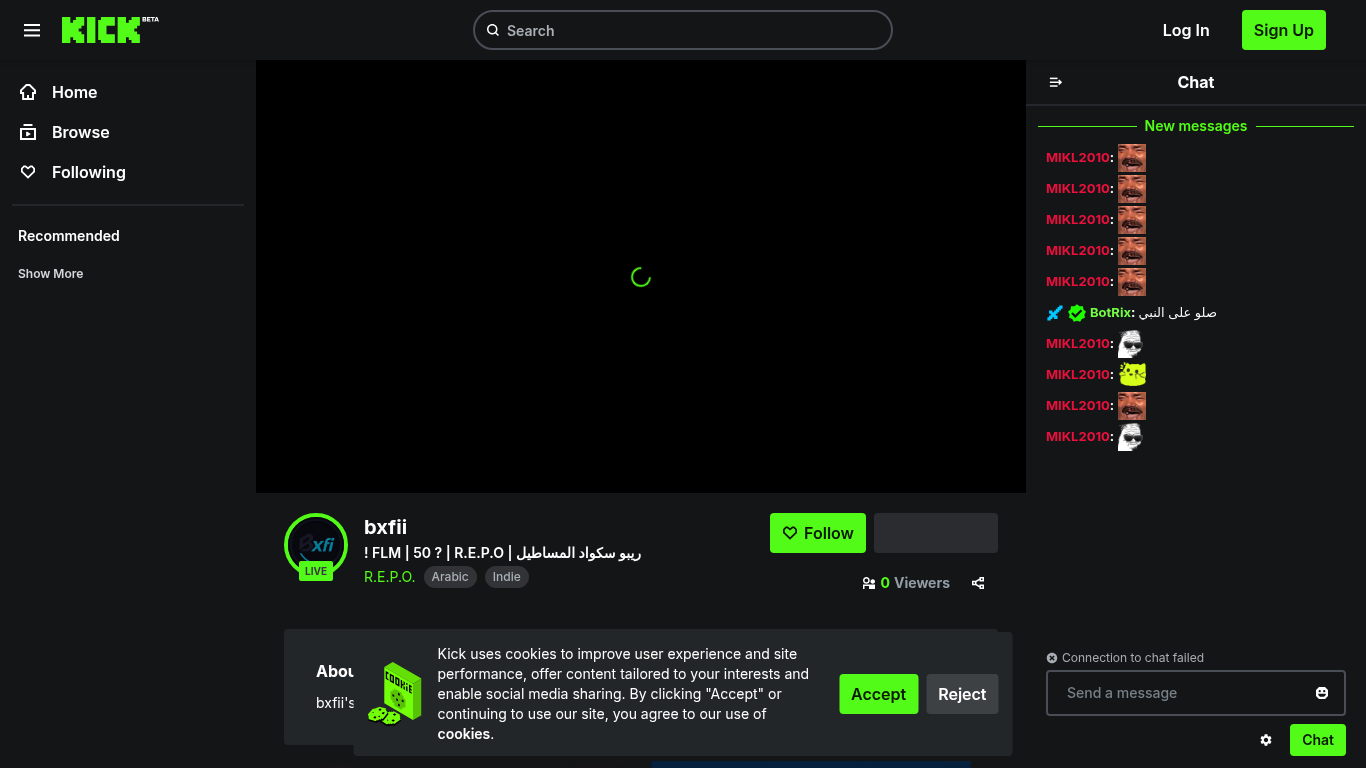 KICK BETA
Search
Log In
Sign Up
Home
Browse
Following
Recommended
Show More
Chat
New messages
MIKL2010:
MIKL2010:
MIKL2010:
MIKL2010:
MIKL2010:
BotRix: صلو على النبي
MIKL2010:
MIKL2010:
MIKL2010:
MIKL2010:
xfi
LIVE
bxfii
! FLM | 50 ? | R.E.P.O | ريبو سكواد المساطيل
R.E.P.O.
Arabic
Indie
Follow
0 Viewers
Abou
bxfii's
COOKIE
Kick uses cookies to improve user experience and site
performance, offer content tailored to your interests and
enable social media sharing. By clicking "Accept" or
continuing to use our site, you agree to our use of
cookies.
Accept
Reject
Connection to chat failed
Send a message
Chat